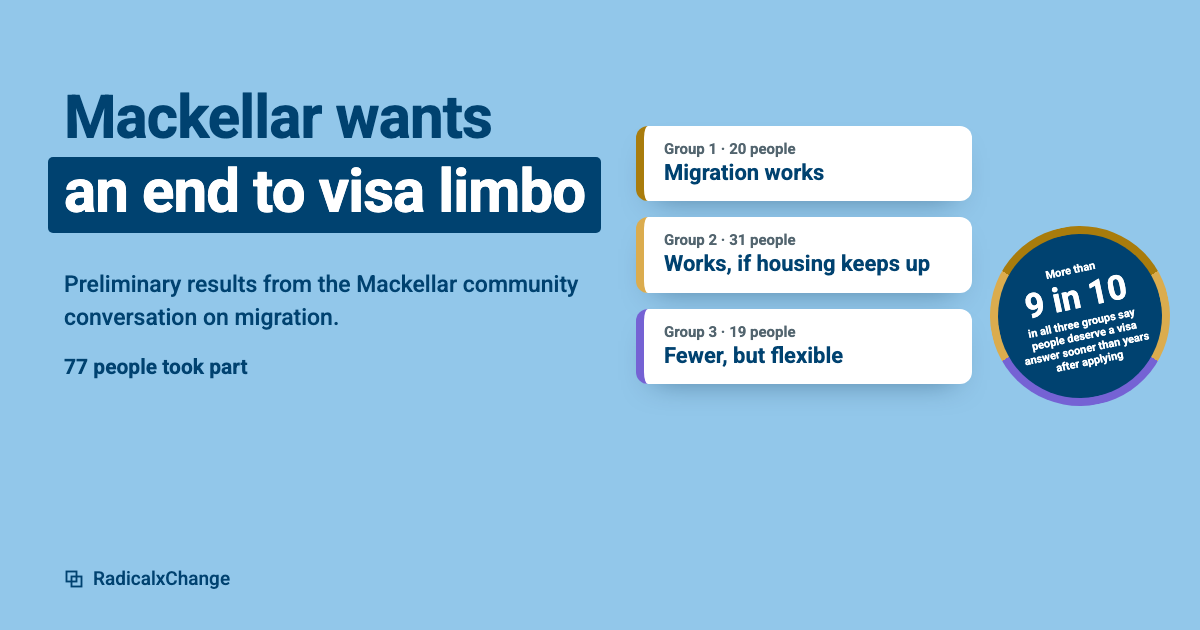 Mackellar wants
an end to visa limbo
Preliminary results from the Mackellar community
conversation on migration.
77 people took part
Group 1 · 20 people
Migration works
Group 2 · 31 people
Works, if housing keeps up
Group 3 · 19 people
Fewer, but flexible
More than
9 in 10
in all three groups say
people deserve a visa
answer sooner than years
after applying
RadicalxChange